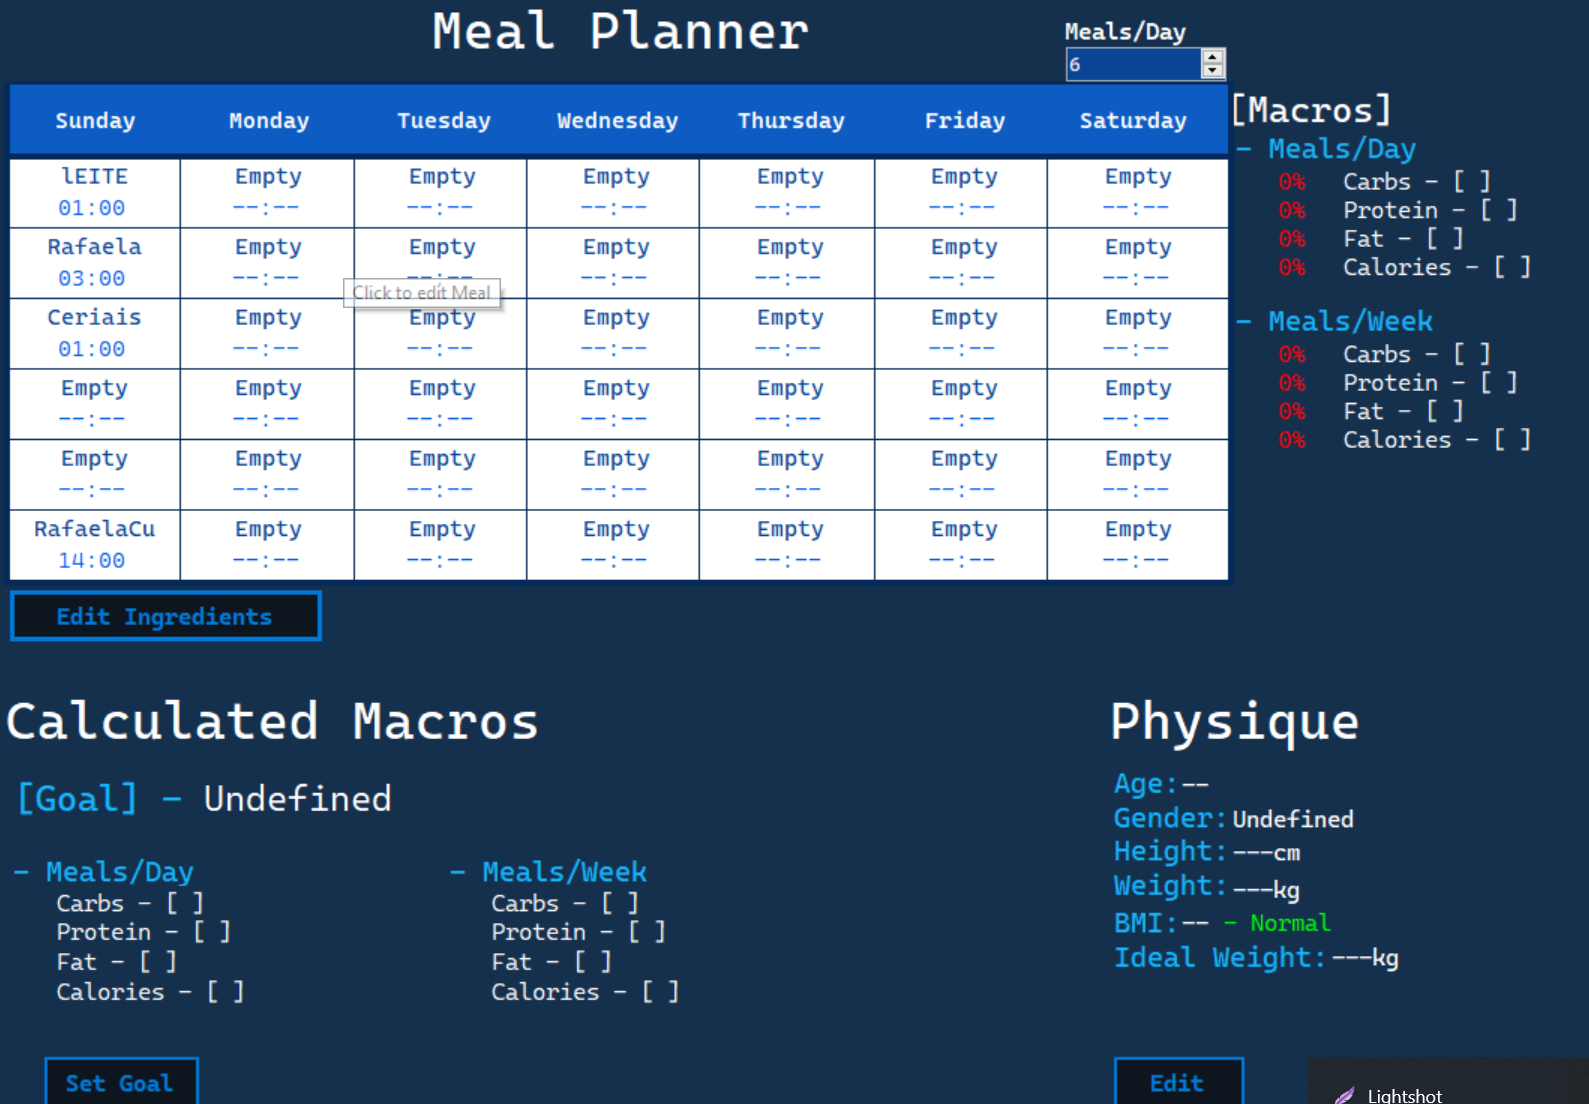 Meal Planner
Meals/Day
6
Sunday Monday Tuesday Wednesday Thursday Friday Saturday
lEITE Empty Empty Empty Empty Empty Empty
01:00 --:-- --:-- --:-- --:-- --:-- --:--
Rafaela Empty Empty Empty Empty Empty Empty
03:00 --:-- --:-- --:-- --:-- --:-- --:--
Click to edit Meal
Ceriais Empty Empty Empty Empty Empty Empty
01:00 --:-- --:-- --:-- --:-- --:-- --:--
Empty Empty Empty Empty Empty Empty Empty
--:-- --:-- --:-- --:-- --:-- --:-- --:--
Empty Empty Empty Empty Empty Empty Empty
--:-- --:-- --:-- --:-- --:-- --:-- --:--
RafaelaCu Empty Empty Empty Empty Empty Empty
14:00 --:-- --:-- --:-- --:-- --:-- --:--
Edit Ingredients
[Macros]
- Meals/Day
0% Carbs - [ ]
0% Protein - [ ]
0% Fat - [ ]
0% Calories - [ ]
- Meals/Week
0% Carbs - [ ]
0% Protein - [ ]
0% Fat - [ ]
0% Calories - [ ]
Calculated Macros
[Goal] - Undefined
- Meals/Day
Carbs - [ ]
Protein - [ ]
Fat - [ ]
Calories - [ ]
- Meals/Week
Carbs - [ ]
Protein - [ ]
Fat - [ ]
Calories - [ ]
Set Goal
Physique
Age:--
Gender:Undefined
Height:---cm
Weight:---kg
BMI:-- - Normal
Ideal Weight:---kg
Edit
Lightshot